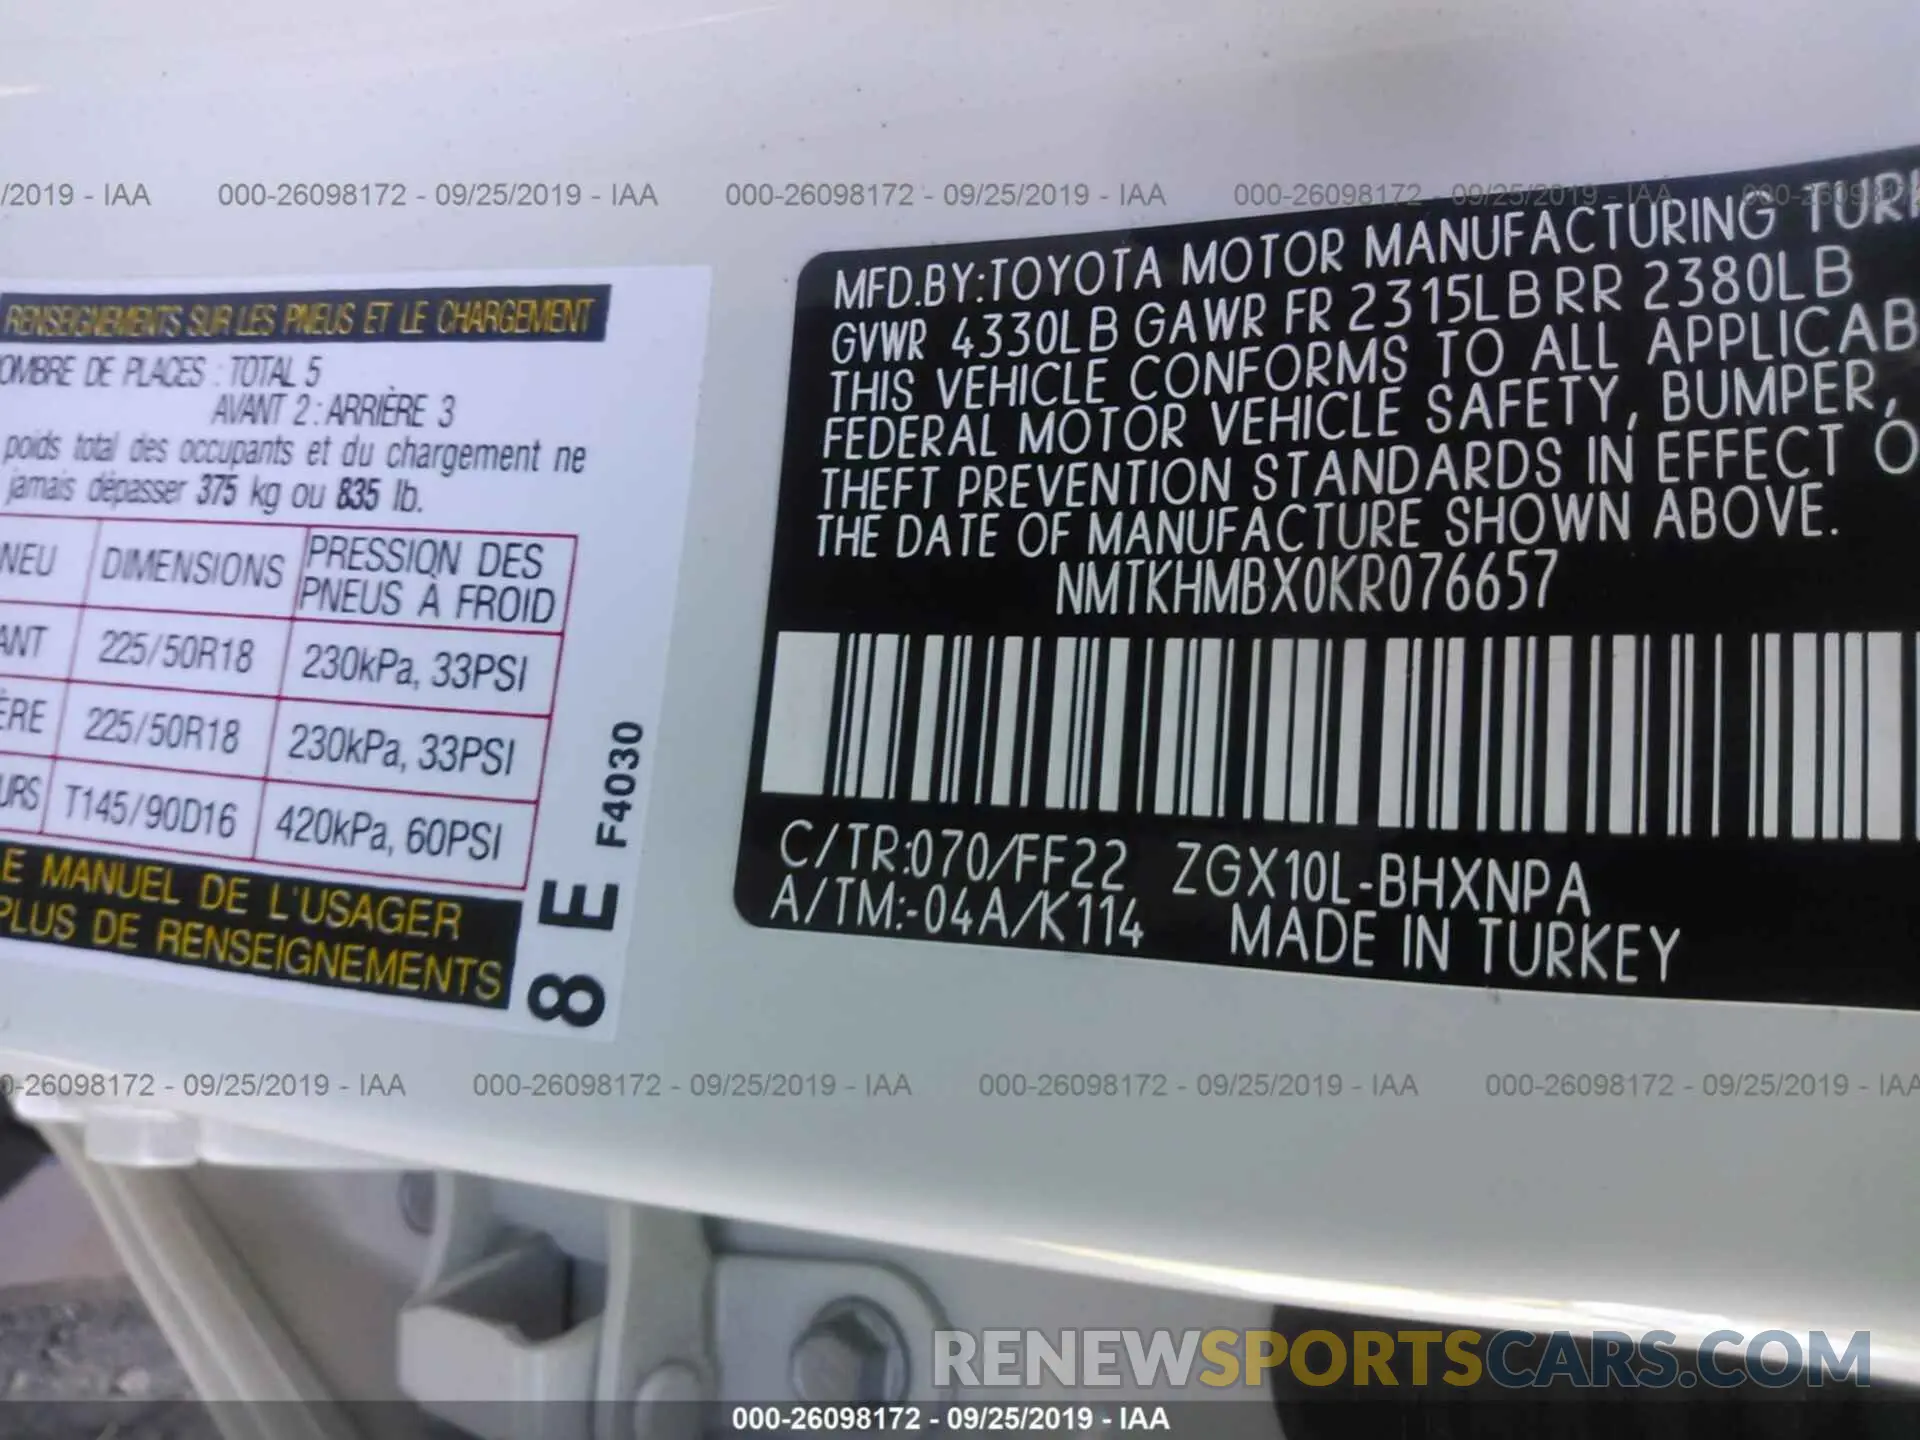 /2019 - IAA 000-26098172 - 09/25/2019 - IAA 000-26098172 - 09/25/2019 - IAA 000-26098172 - 09/25/2019 - IAA 000-2609817
RENSEIGNEMENTS SUR LES PNEUS ET LE CHARGEMENT
OMBRE DE PLACES : TOTAL 5
AVANT 2 : ARRIÈRE 3
poids total des occupants et du chargement ne
jamais dépasser 375 kg ou 835 lb.
NEU DIMENSIONS PRESSION DES
PNEUS À FROID
ANT 225/50R18 230kPa, 33PSI
ÈRE 225/50R18 230kPa, 33PSI
URS T145/90D16 420kPa, 60PSI
E MANUEL DE L'USAGER
PLUS DE RENSEIGNEMENTS
8 E F4030
MFD.BY:TOYOTA MOTOR MANUFACTURING TURK
GVWR 4330LB GAWR FR 2315LB RR 2380LB
THIS VEHICLE CONFORMS TO ALL APPLICAB
FEDERAL MOTOR VEHICLE SAFETY, BUMPER,
THEFT PREVENTION STANDARDS IN EFFECT O
THE DATE OF MANUFACTURE SHOWN ABOVE.
NMTKHMBX0KR076657
C/TR:070/FF22 ZGX10L-BHXNPA
A/TM:-04A/K114 MADE IN TURKEY
0-26098172 - 09/25/2019 - IAA 000-26098172 - 09/25/2019 - IAA 000-26098172 - 09/25/2019 - IAA 000-26098172 - 09/25/2019 - IAA
RENEWSPORTSCARS.COM
000-26098172 - 09/25/2019 - IAA